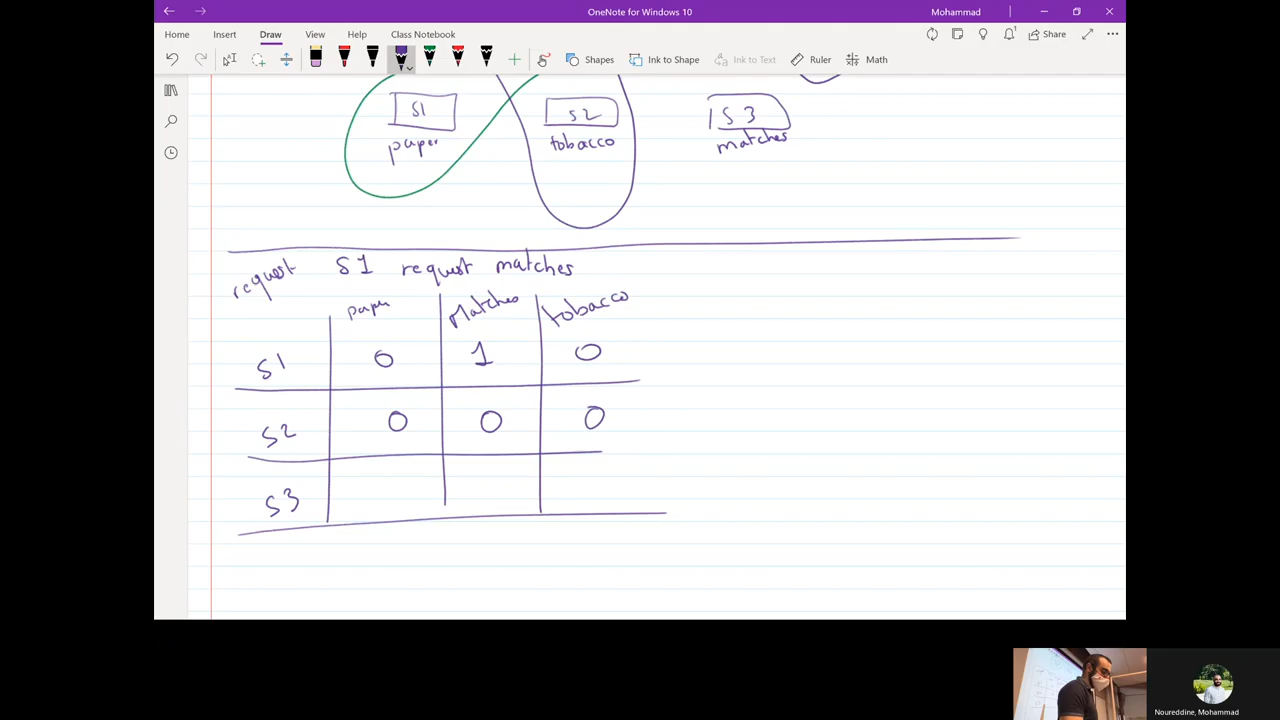 OneNote for Windows 10
Mohammad
Home Insert Draw View Help Class Notebook
Share
Shapes Ink to Shape Ink to Text Ruler Math
S1 S2 S3
paper tobacco matches
request S1 request matches
paper Matches tobacco
S1 0 1 0
S2 0 0 0
S3
Noureddine, Mohammad